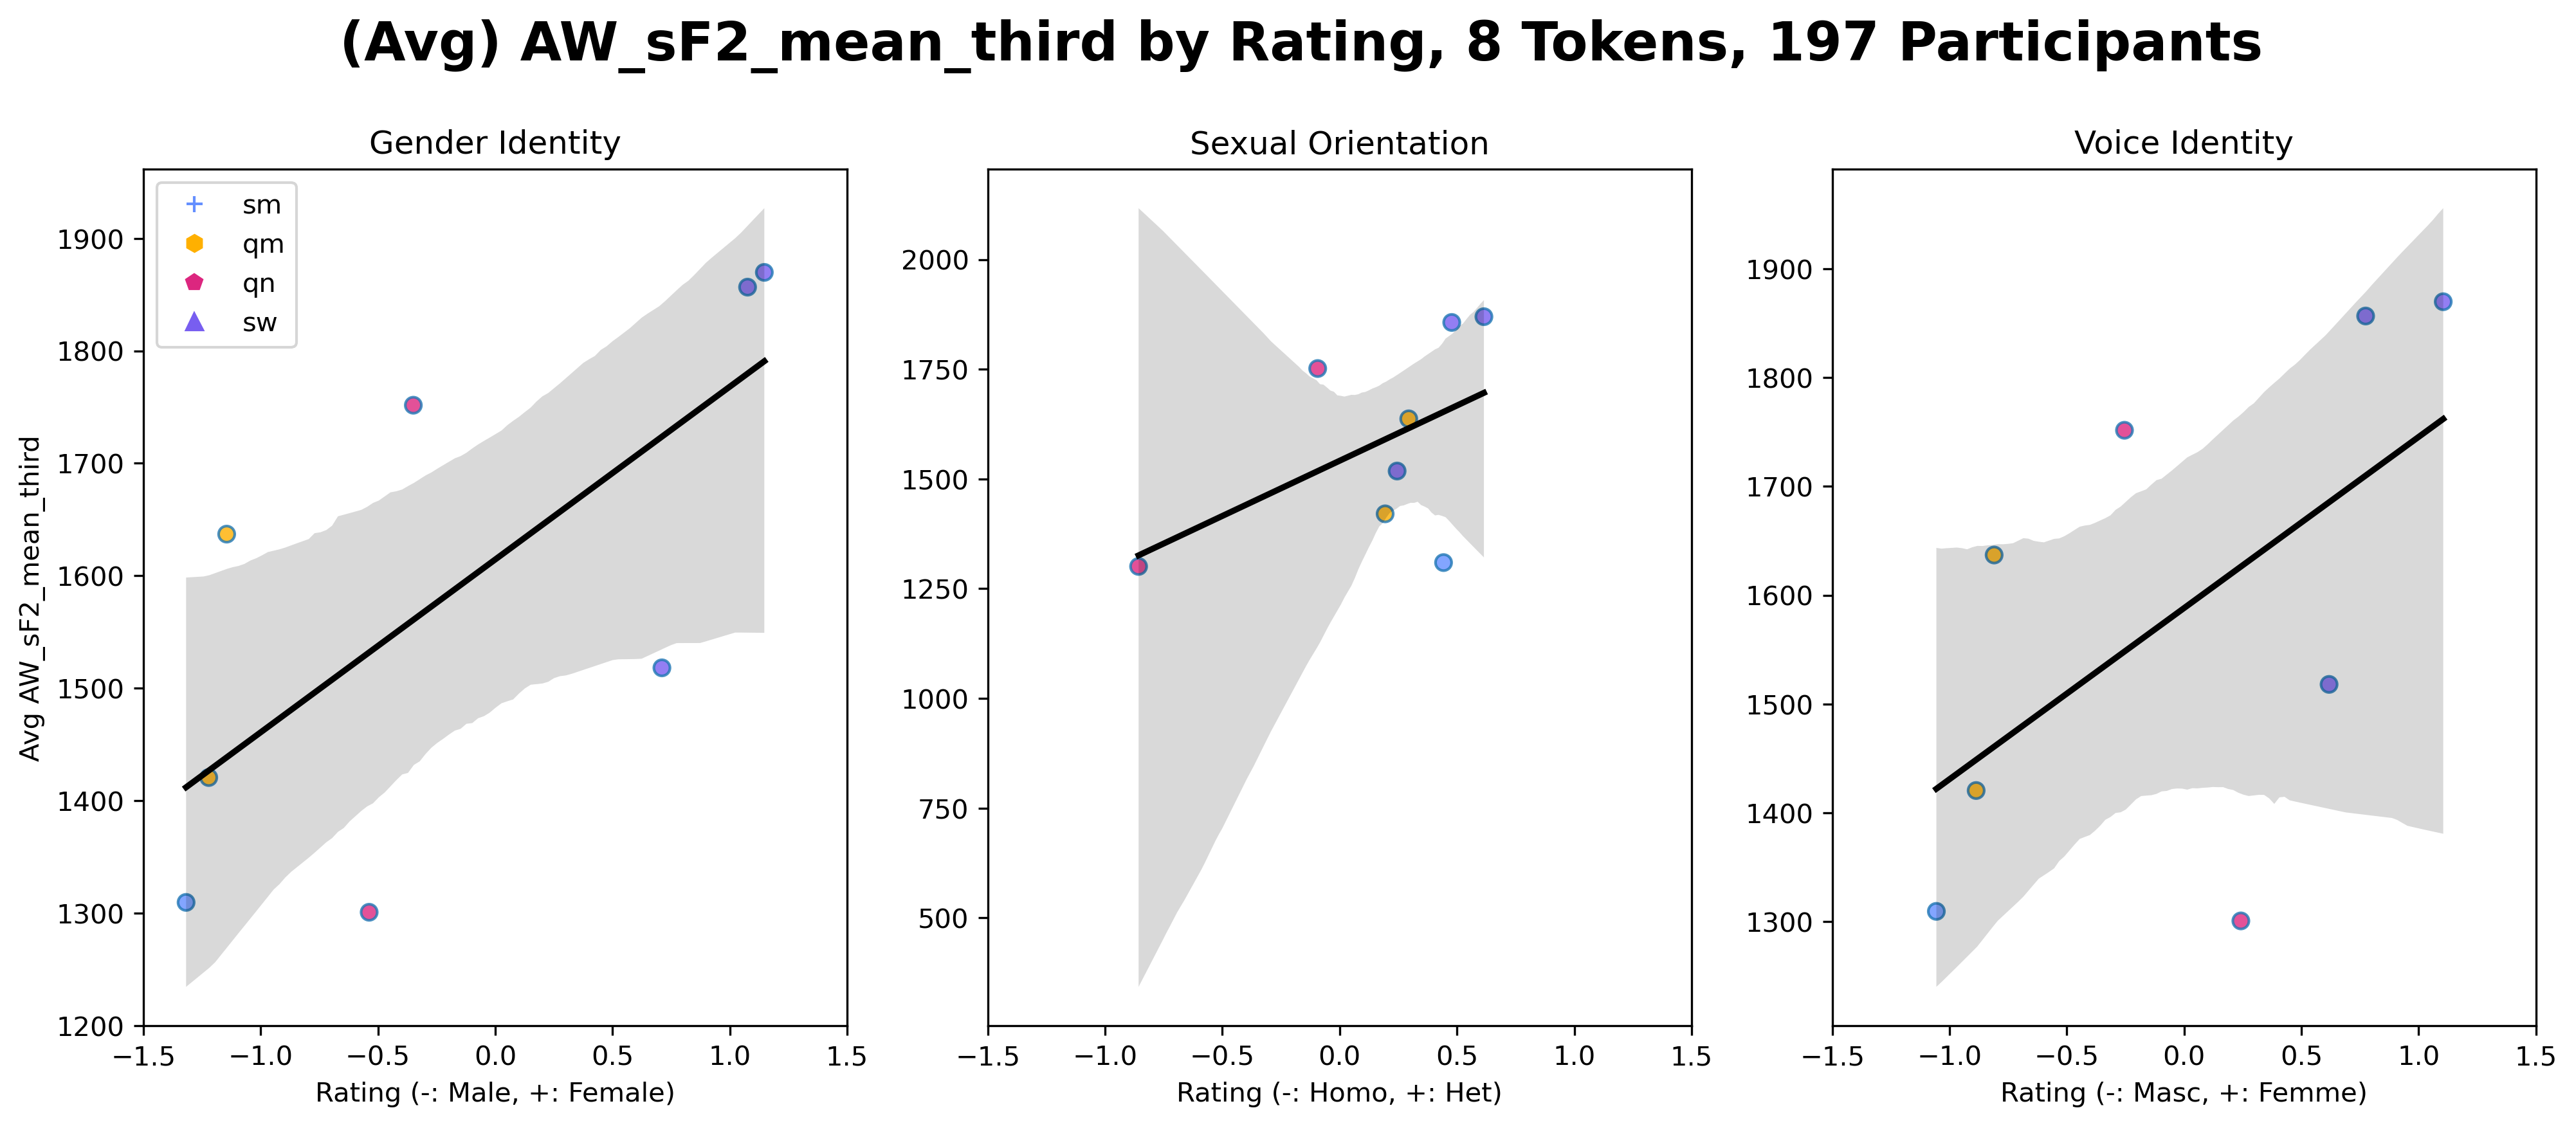 (Avg) AW_sF2_mean_third by Rating, 8 Tokens, 197 Participants
Gender Identity
sm
qm
qn
sw
Avg AW_sF2_mean_third
1900
1800
1700
1600
1500
1400
1300
1200
−1.5 −1.0 −0.5 0.0 0.5 1.0 1.5
Rating (-: Male, +: Female)
Sexual Orientation
2000
1750
1500
1250
1000
750
500
−1.5 −1.0 −0.5 0.0 0.5 1.0 1.5
Rating (-: Homo, +: Het)
Voice Identity
1900
1800
1700
1600
1500
1400
1300
−1.5 −1.0 −0.5 0.0 0.5 1.0 1.5
Rating (-: Masc, +: Femme)